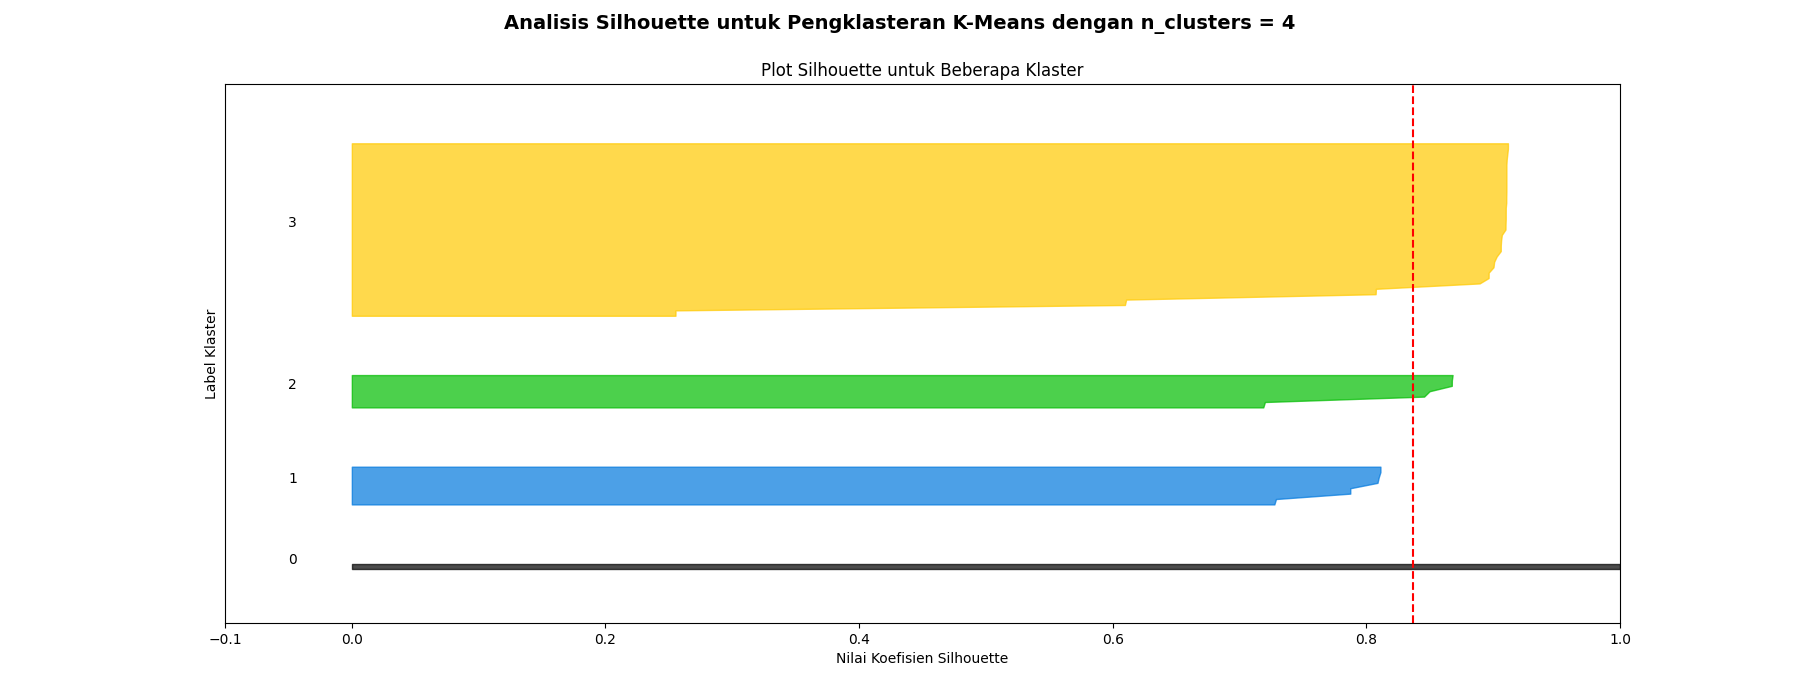 Analisis Silhouette untuk Pengklasteran K-Means dengan n_clusters = 4
Plot Silhouette untuk Beberapa Klaster
Label Klaster
3
2
1
0
−0.1 0.0 0.2 0.4 0.6 0.8 1.0
Nilai Koefisien Silhouette